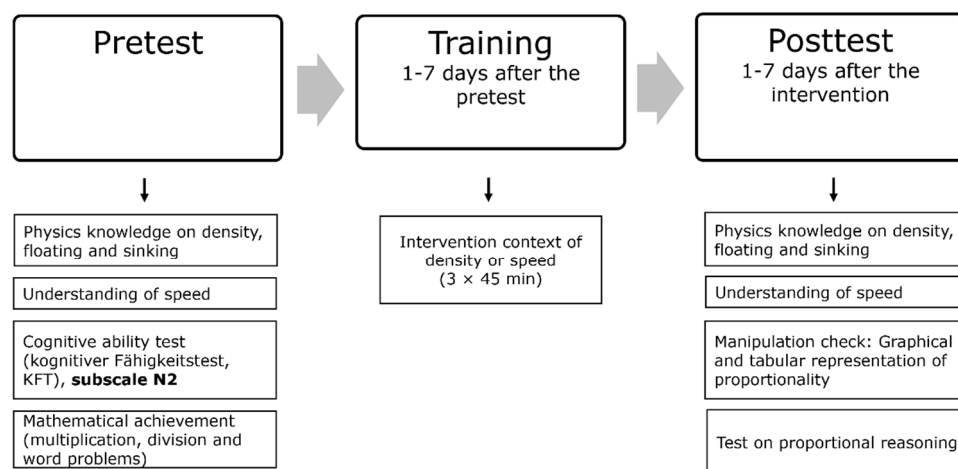 Pretest
Training
1-7 days after the
pretest
Posttest
1-7 days after the
intervention
Physics knowledge on density,
floating and sinking
Understanding of speed
Cognitive ability test
(kognitiver Fähigkeitstest,
KFT), subscale N2
Mathematical achievement
(multiplication, division and
word problems)
Intervention context of
density or speed
(3 × 45 min)
Physics knowledge on density,
floating and sinking
Understanding of speed
Manipulation check: Graphical
and tabular representation of
proportionality
Test on proportional reasoning